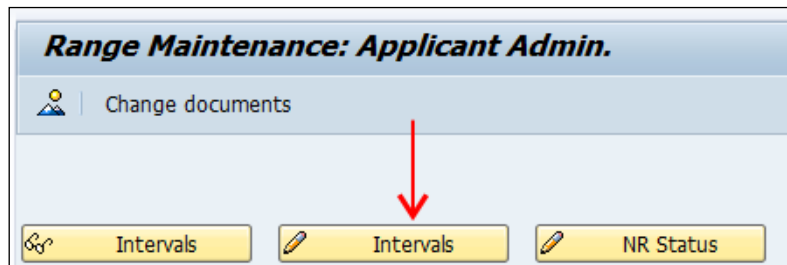 Range Maintenance: Applicant Admin.
Change documents
Intervals Intervals NR Status